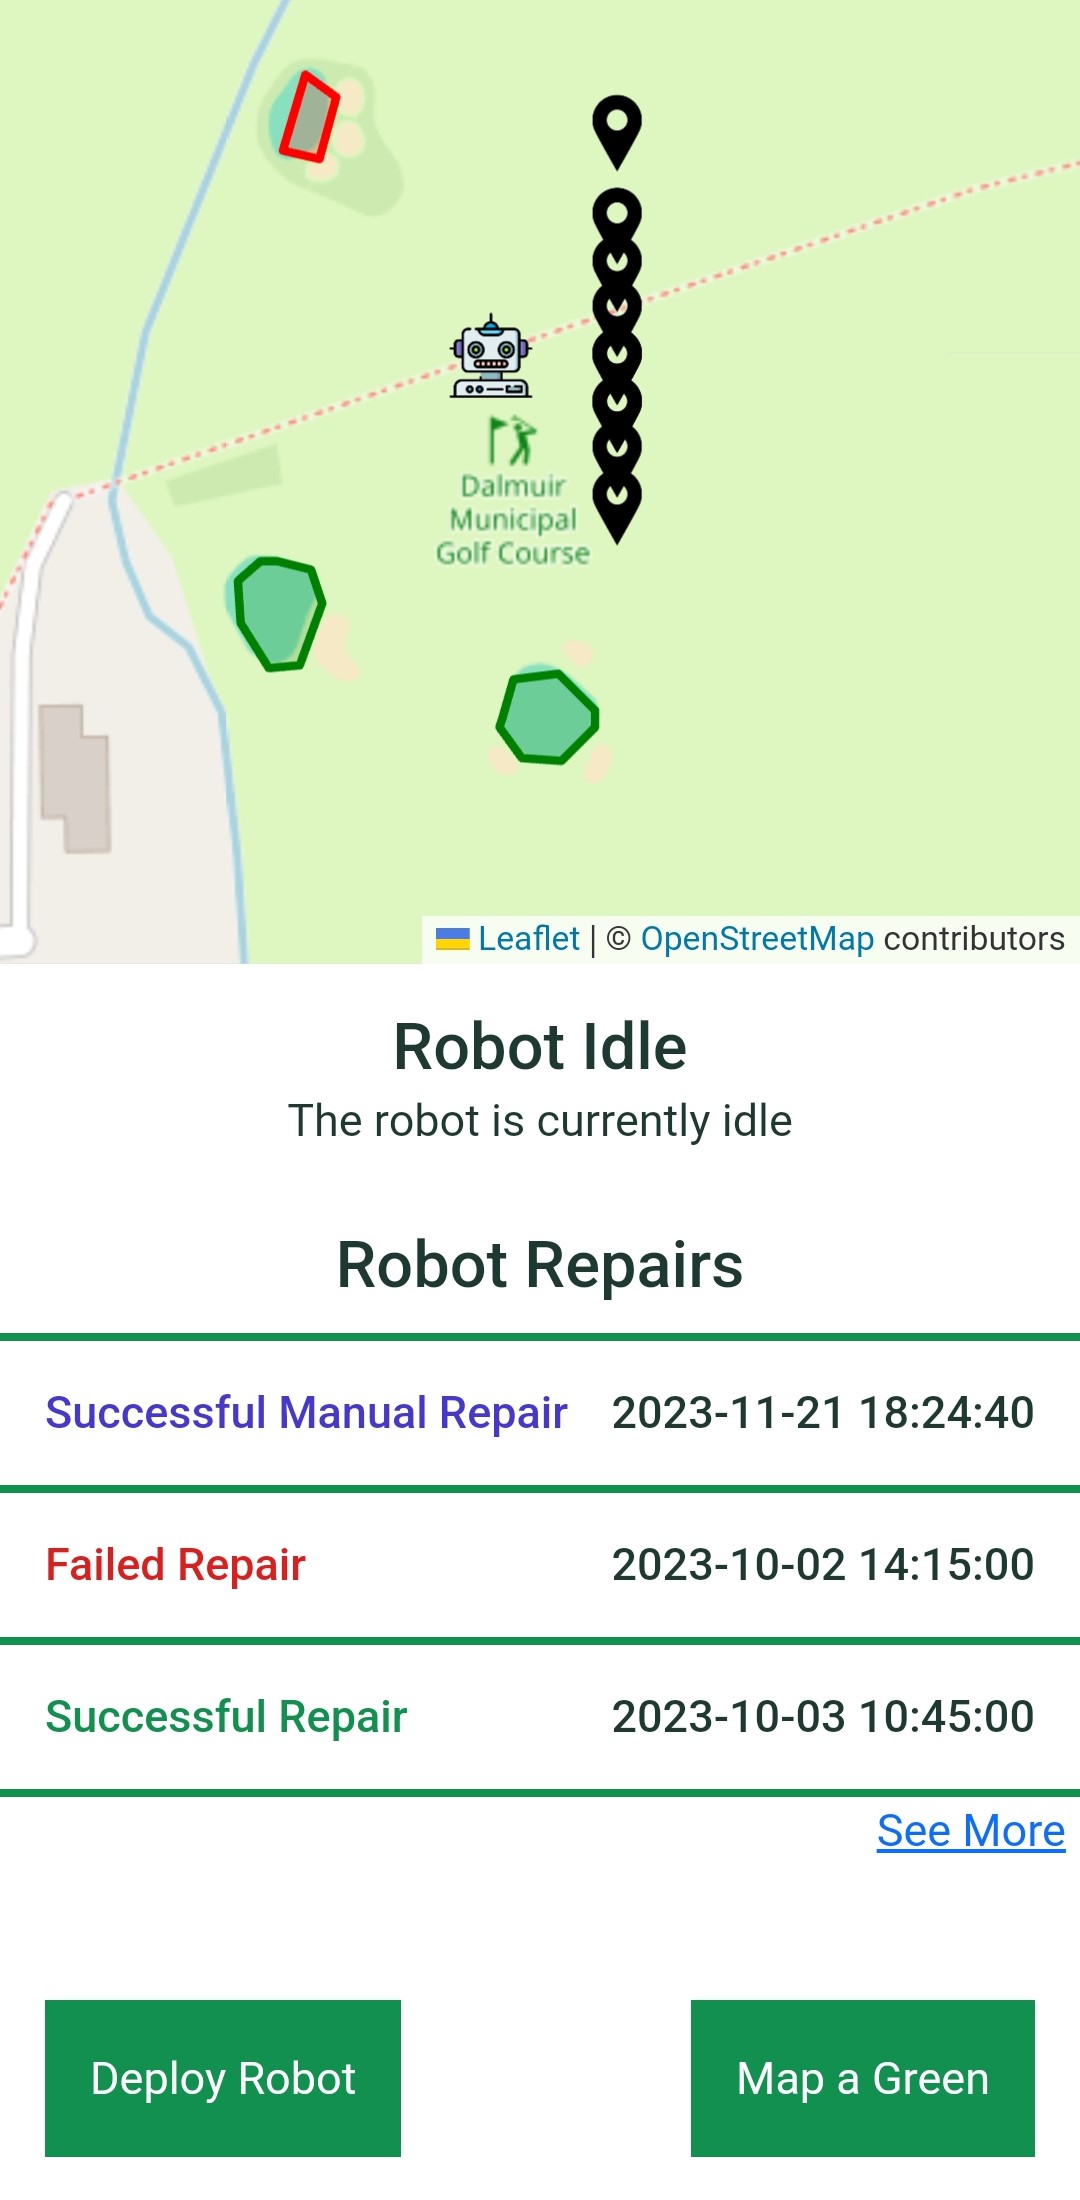 Dalmuir
Municipal
Golf Course
Leaflet | © OpenStreetMap contributors
Robot Idle
The robot is currently idle
Robot Repairs
Successful Manual Repair 2023-11-21 18:24:40
Failed Repair 2023-10-02 14:15:00
Successful Repair 2023-10-03 10:45:00
See More
Deploy Robot Map a Green